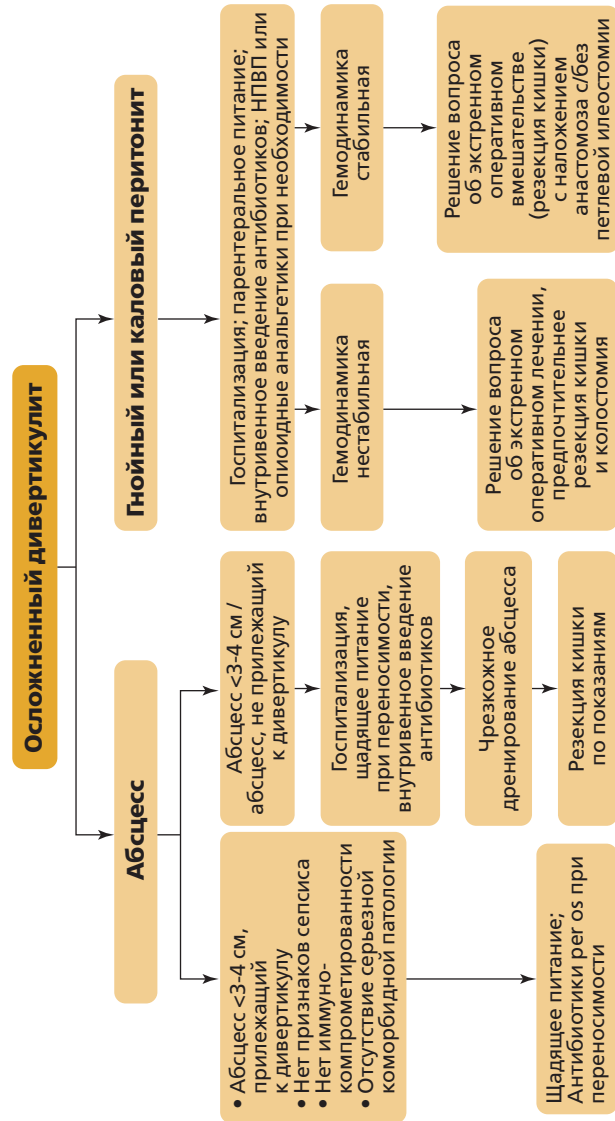 Осложненный дивертикулит
Абсцесс
Гнойный или каловый перитонит
• Абсцесс <3-4 см,
прилежащий
к дивертикулу
• Нет признаков сепсиса
• Нет иммуно-
компрометированности
• Отсутствие серьезной
коморбидной патологии
Щадящее питание;
Антибиотики per os при
переносимости
Абсцесс <3-4 см /
абсцесс, не прилежащий
к дивертикулу
Госпитализация,
щадящее питание
при переносимости,
внутривенное введение
антибиотиков
Чрезкожное
дренирование абсцесса
Резекция кишки
по показаниям
Госпитализация; парентеральное питание;
внутривенное введение антибиотиков; НПВП или
опиоидные анальгетики при необходимости
Гемодинамика
нестабильная
Решение вопроса
об экстренном
оперативном лечении,
предпочтительнее
резекция кишки
и колостомия
Гемодинамика
стабильная
Решение вопроса
об экстренном
оперативном
вмешательстве
(резекция кишки)
с наложением
анастомоза с/без
петлевой илеостомии